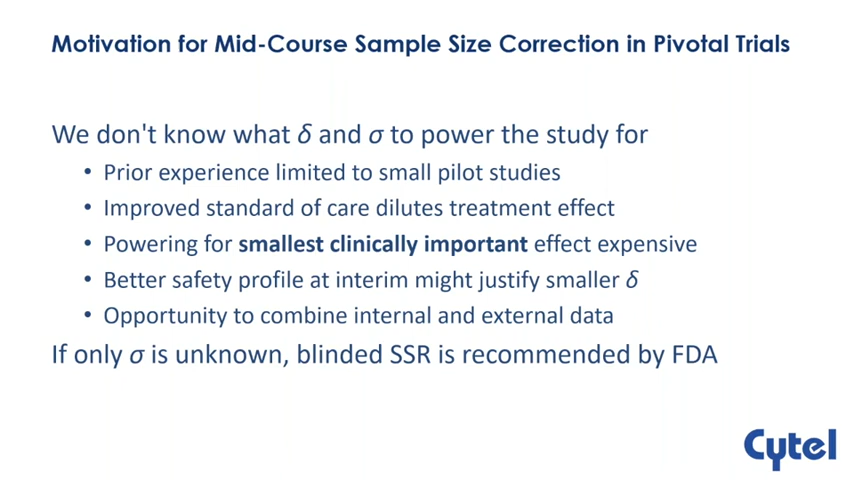 Motivation for Mid-Course Sample Size Correction in Pivotal Trials
We don't know what δ and σ to power the study for
• Prior experience limited to small pilot studies
• Improved standard of care dilutes treatment effect
• Powering for smallest clinically important effect expensive
• Better safety profile at interim might justify smaller δ
• Opportunity to combine internal and external data
If only σ is unknown, blinded SSR is recommended by FDA
Cytel